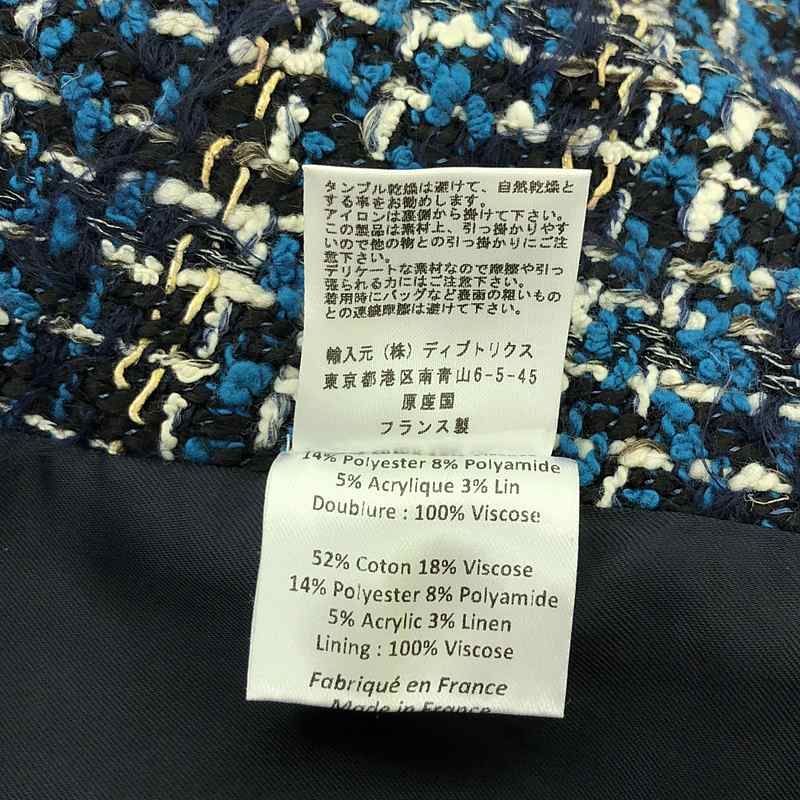 タンブル乾燥は避けて、自然乾燥と
する事をお勧めします。
アイロンは裏側から掛けて下さい。
この製品は素材上、引っ掛かりやす
いので他の物との引っ掛かりにご注
意下さい。
デリケートな素材なので摩擦や引っ
張られる力にはご注意下さい。
着用時にバッグなど表面の粗いもの
との連続摩擦は避けて下さい。
輸入元（株）ディプトリクス
東京都港区南青山6-5-45
原産国
フランス製
14% Polyester 8% Polyamide
5% Acrylique 3% Lin
Doublure : 100% Viscose
52% Coton 18% Viscose
14% Polyester 8% Polyamide
5% Acrylic 3% Linen
Lining : 100% Viscose
Fabriqué en France
Made in France